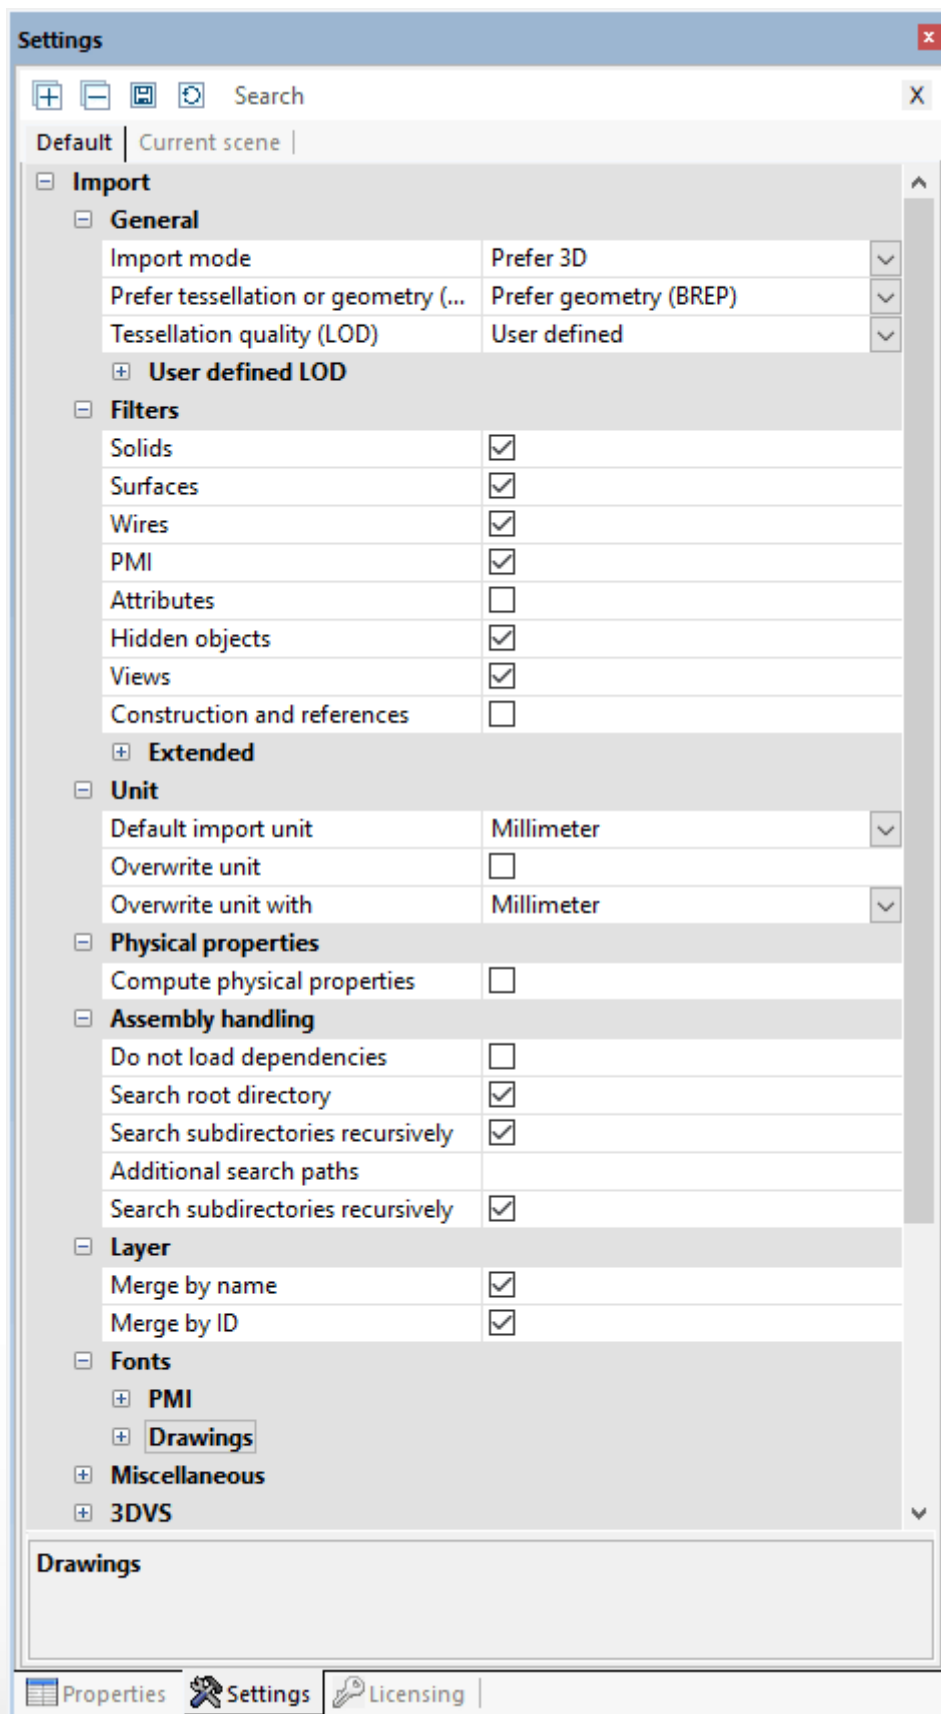 Settings
Search X
Default Current scene
Import
General
Import mode Prefer 3D
Prefer tessellation or geometry (... Prefer geometry (BREP)
Tessellation quality (LOD) User defined
User defined LOD
Filters
Solids
Surfaces
Wires
PMI
Attributes
Hidden objects
Views
Construction and references
Extended
Unit
Default import unit Millimeter
Overwrite unit
Overwrite unit with Millimeter
Physical properties
Compute physical properties
Assembly handling
Do not load dependencies
Search root directory
Search subdirectories recursively
Additional search paths
Search subdirectories recursively
Layer
Merge by name
Merge by ID
Fonts
PMI
Drawings
Miscellaneous
3DVS
Drawings
Properties Settings Licensing